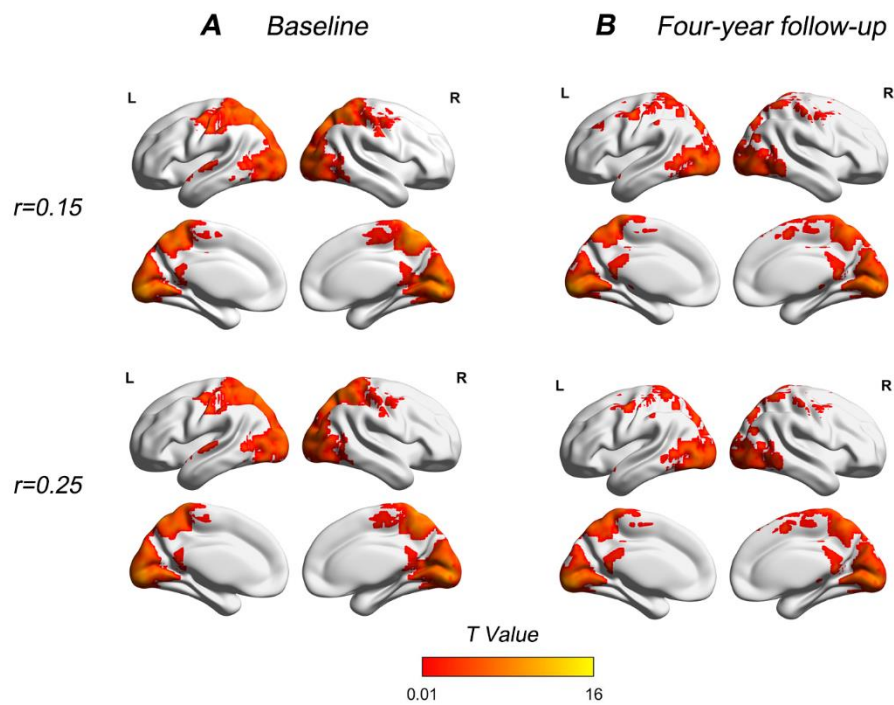 A Baseline
B Four-year follow-up
L R
L R
r=0.15
L R
L R
r=0.25
T Value
0.01 16